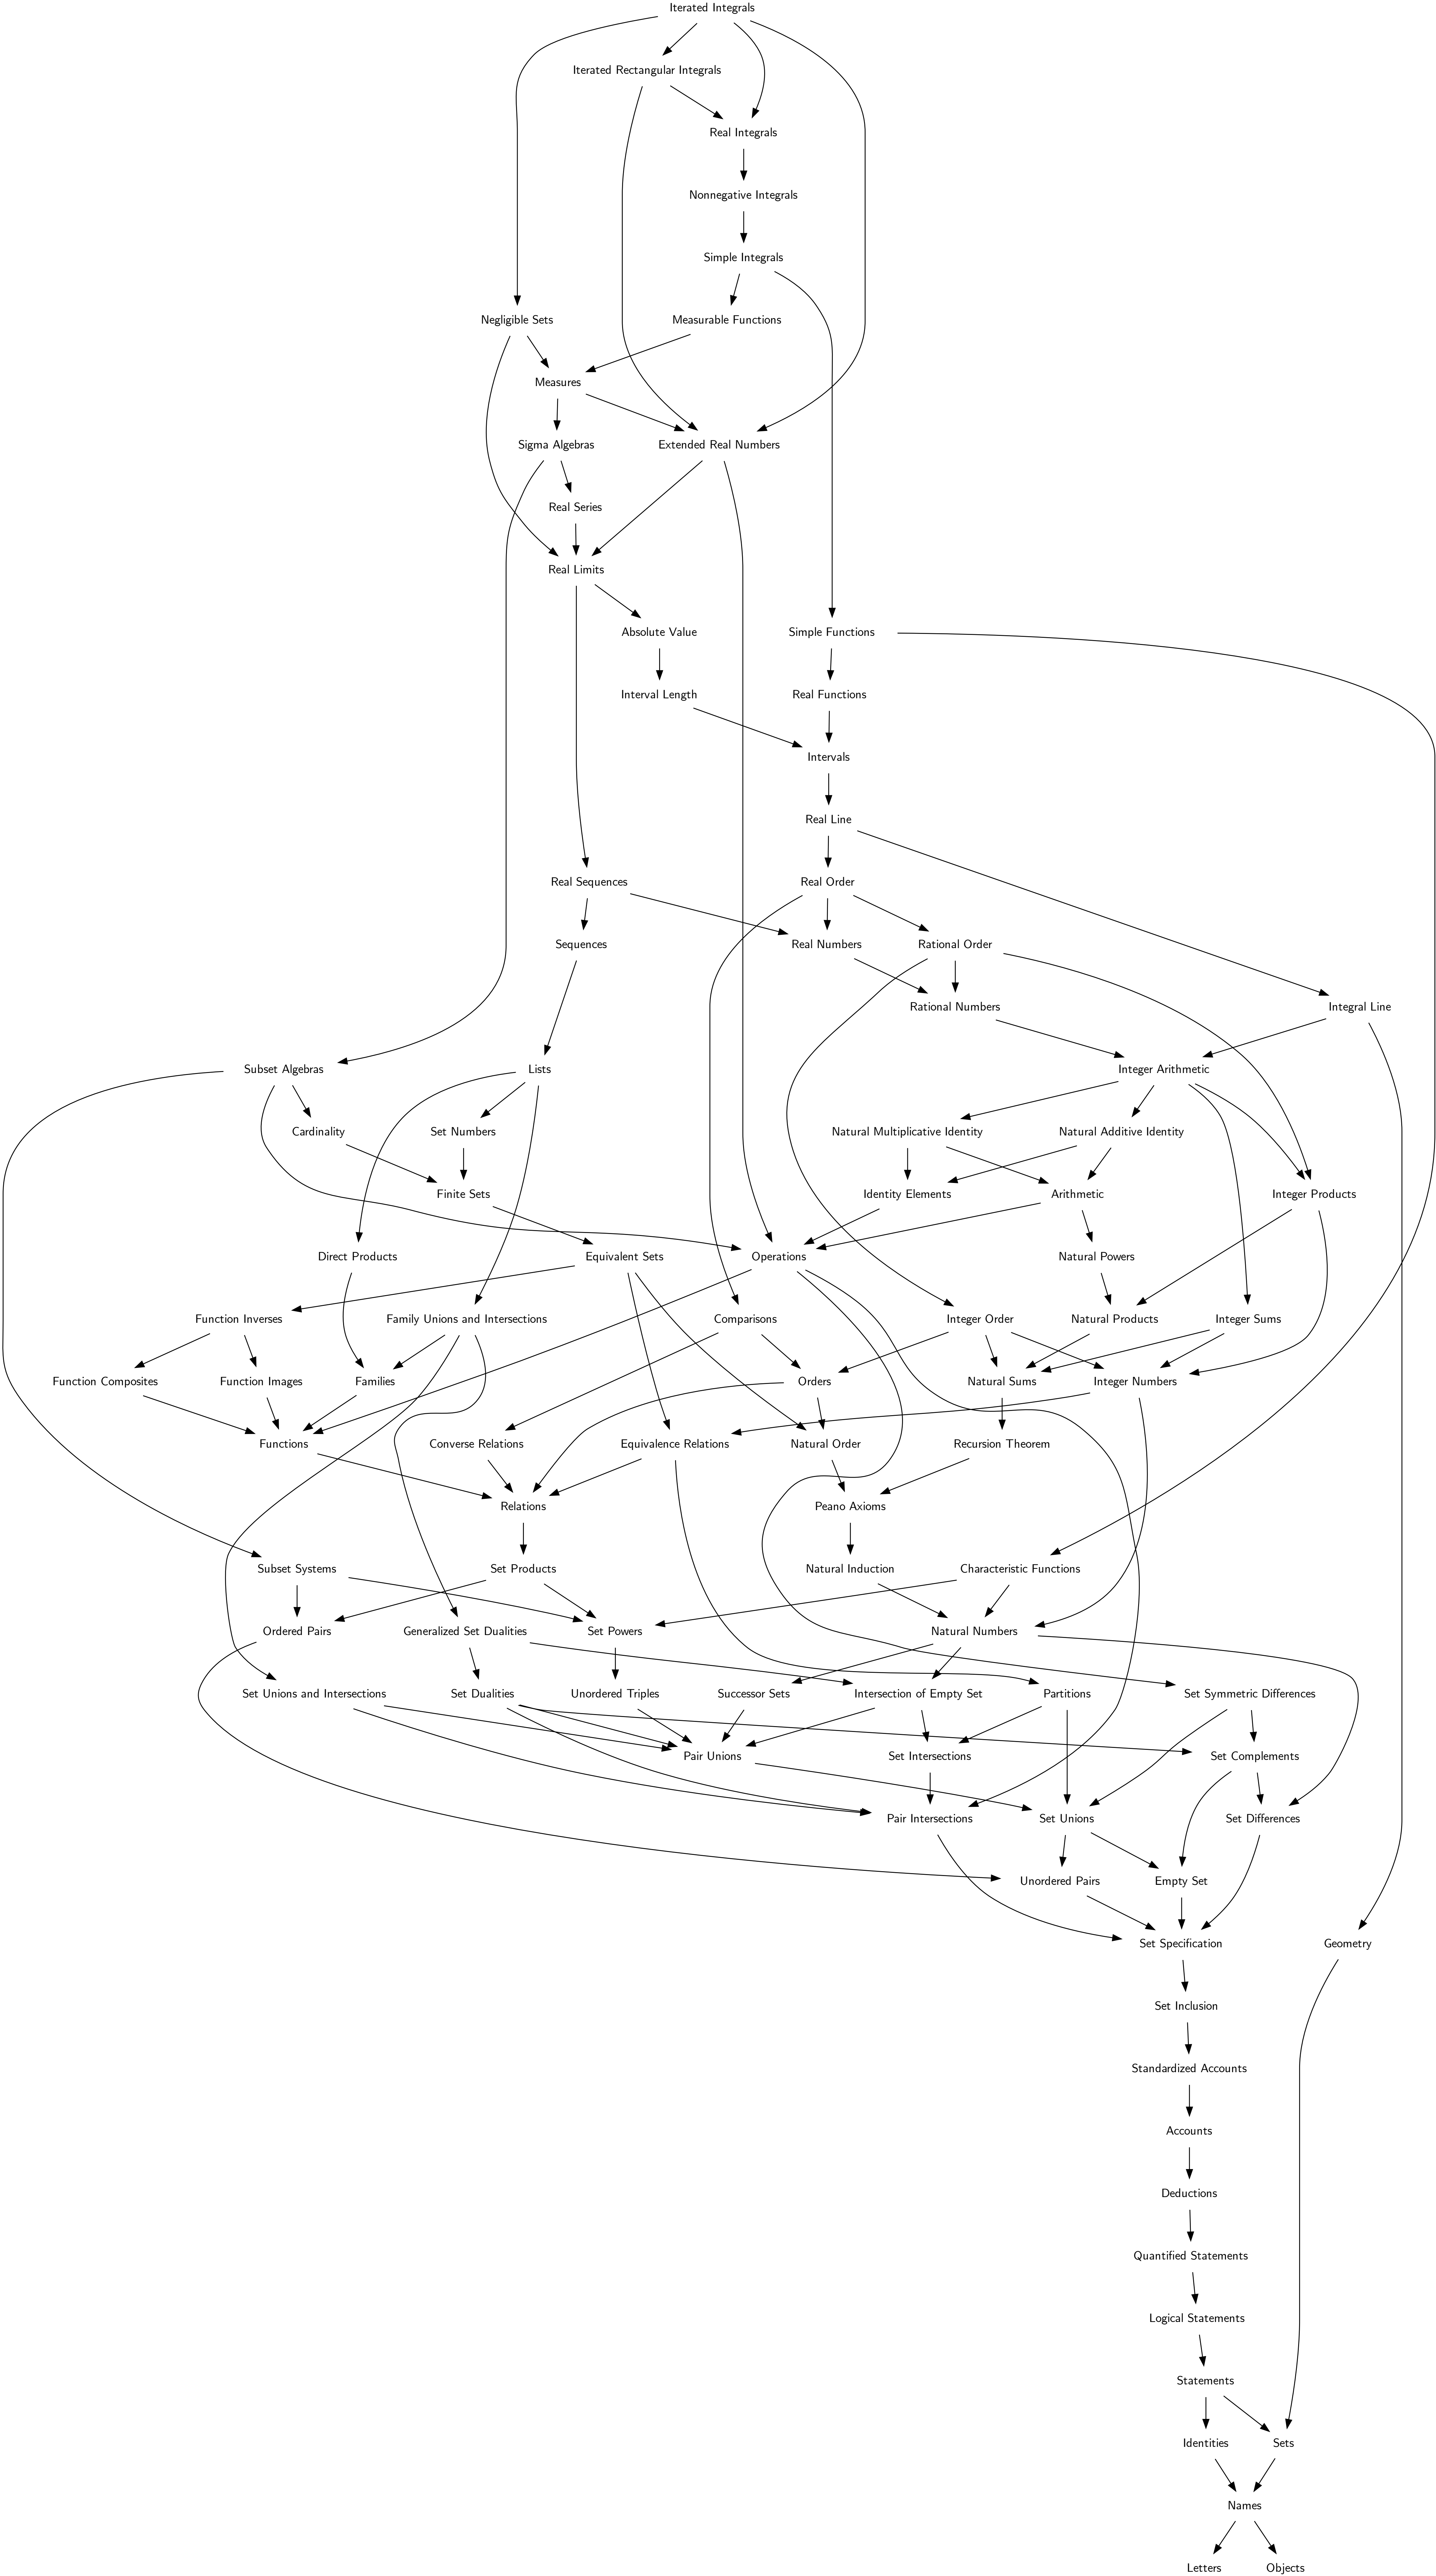 Iterated Integrals
Iterated Rectangular Integrals
Real Integrals
Nonnegative Integrals
Simple Integrals
Negligible Sets
Measurable Functions
Measures
Sigma Algebras
Extended Real Numbers
Real Series
Real Limits
Absolute Value
Simple Functions
Interval Length
Real Functions
Intervals
Real Line
Real Sequences
Real Order
Sequences
Real Numbers
Rational Order
Rational Numbers
Integral Line
Subset Algebras
Lists
Integer Arithmetic
Cardinality
Set Numbers
Natural Multiplicative Identity
Natural Additive Identity
Finite Sets
Identity Elements
Arithmetic
Integer Products
Direct Products
Equivalent Sets
Operations
Natural Powers
Function Inverses
Family Unions and Intersections
Comparisons
Integer Order
Natural Products
Integer Sums
Function Composites
Function Images
Families
Orders
Natural Sums
Integer Numbers
Functions
Converse Relations
Equivalence Relations
Natural Order
Recursion Theorem
Relations
Peano Axioms
Subset Systems
Set Products
Natural Induction
Characteristic Functions
Ordered Pairs
Generalized Set Dualities
Set Powers
Natural Numbers
Set Unions and Intersections
Set Dualities
Unordered Triples
Successor Sets
Intersection of Empty Set
Partitions
Set Symmetric Differences
Pair Unions
Set Intersections
Set Complements
Pair Intersections
Set Unions
Set Differences
Unordered Pairs
Empty Set
Set Specification
Geometry
Set Inclusion
Standardized Accounts
Accounts
Deductions
Quantified Statements
Logical Statements
Statements
Identities
Sets
Names
Letters
Objects